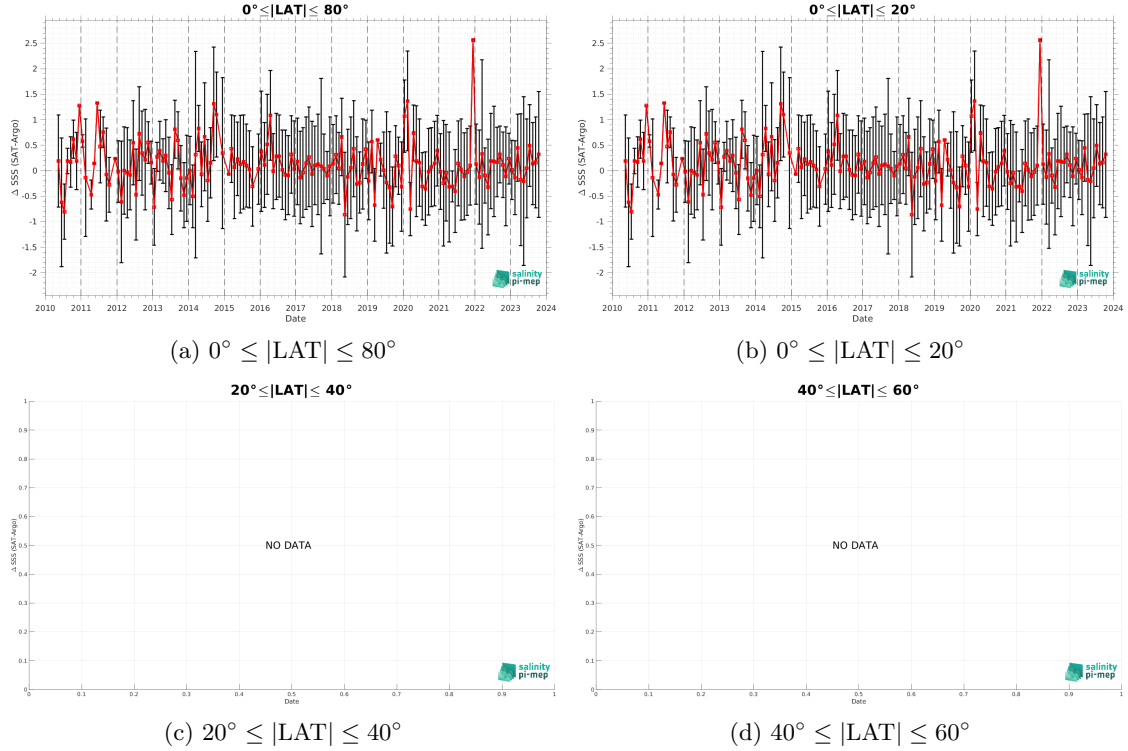 0°≤|LAT|≤ 80°
Δ SSS (SAT-Argo)
2.5
2
1.5
1
0.5
0
-0.5
-1
-1.5
-2
2010 2011 2012 2013 2014 2015 2016 2017 2018 2019 2020 2021 2022 2023 2024
Date
salinity
pi-mep
(a) 0° ≤ |LAT| ≤ 80°
0°≤|LAT|≤ 20°
Δ SSS (SAT-Argo)
2.5
2
1.5
1
0.5
0
-0.5
-1
-1.5
-2
2010 2011 2012 2013 2014 2015 2016 2017 2018 2019 2020 2021 2022 2023 2024
Date
salinity
pi-mep
(b) 0° ≤ |LAT| ≤ 20°
20°≤|LAT|≤ 40°
Δ SSS (SAT-Argo)
1
0.9
0.8
0.7
0.6
0.5
0.4
0.3
0.2
0.1
0
NO DATA
0 0.1 0.2 0.3 0.4 0.5 0.6 0.7 0.8 0.9 1
Date
salinity
pi-mep
(c) 20° ≤ |LAT| ≤ 40°
40°≤|LAT|≤ 60°
Δ SSS (SAT-Argo)
1
0.9
0.8
0.7
0.6
0.5
0.4
0.3
0.2
0.1
0
NO DATA
0 0.1 0.2 0.3 0.4 0.5 0.6 0.7 0.8 0.9 1
Date
salinity
pi-mep
(d) 40° ≤ |LAT| ≤ 60°